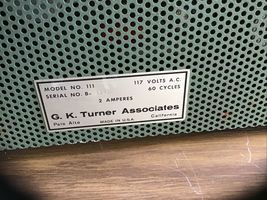 MODEL NO. 111 117 VOLTS A.C.
SERIAL NO. B- 60 CYCLES
2 AMPERES
G. K. Turner Associates
Palo Alto MADE IN U.S.A. California